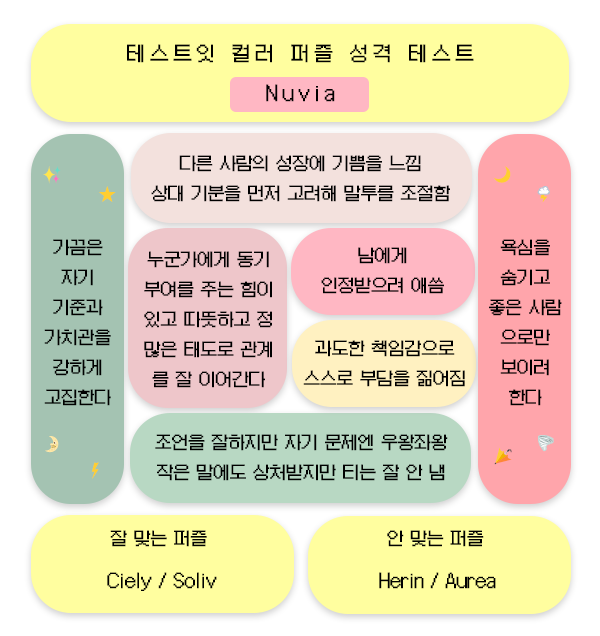 테스트잇 컬러 퍼즐 성격 테스트
Nuvia
다른 사람의 성장에 기쁨을 느낌
상대 기분을 먼저 고려해 말투를 조절함
가끔은
자기
기준과
가치관을
강하게
고집한다
누군가에게 동기
부여를 주는 힘이
있고 따뜻하고 정
많은 태도로 관계
를 잘 이어간다
남에게
인정받으려 애씀
과도한 책임감으로
스스로 부담을 짊어짐
욕심을
숨기고
좋은 사람
으로만
보이려
한다
조언을 잘하지만 자기 문제엔 우왕좌왕
작은 말에도 상처받지만 티는 잘 안 냄
잘 맞는 퍼즐
Ciely / Soliv
안 맞는 퍼즐
Herin / Aurea